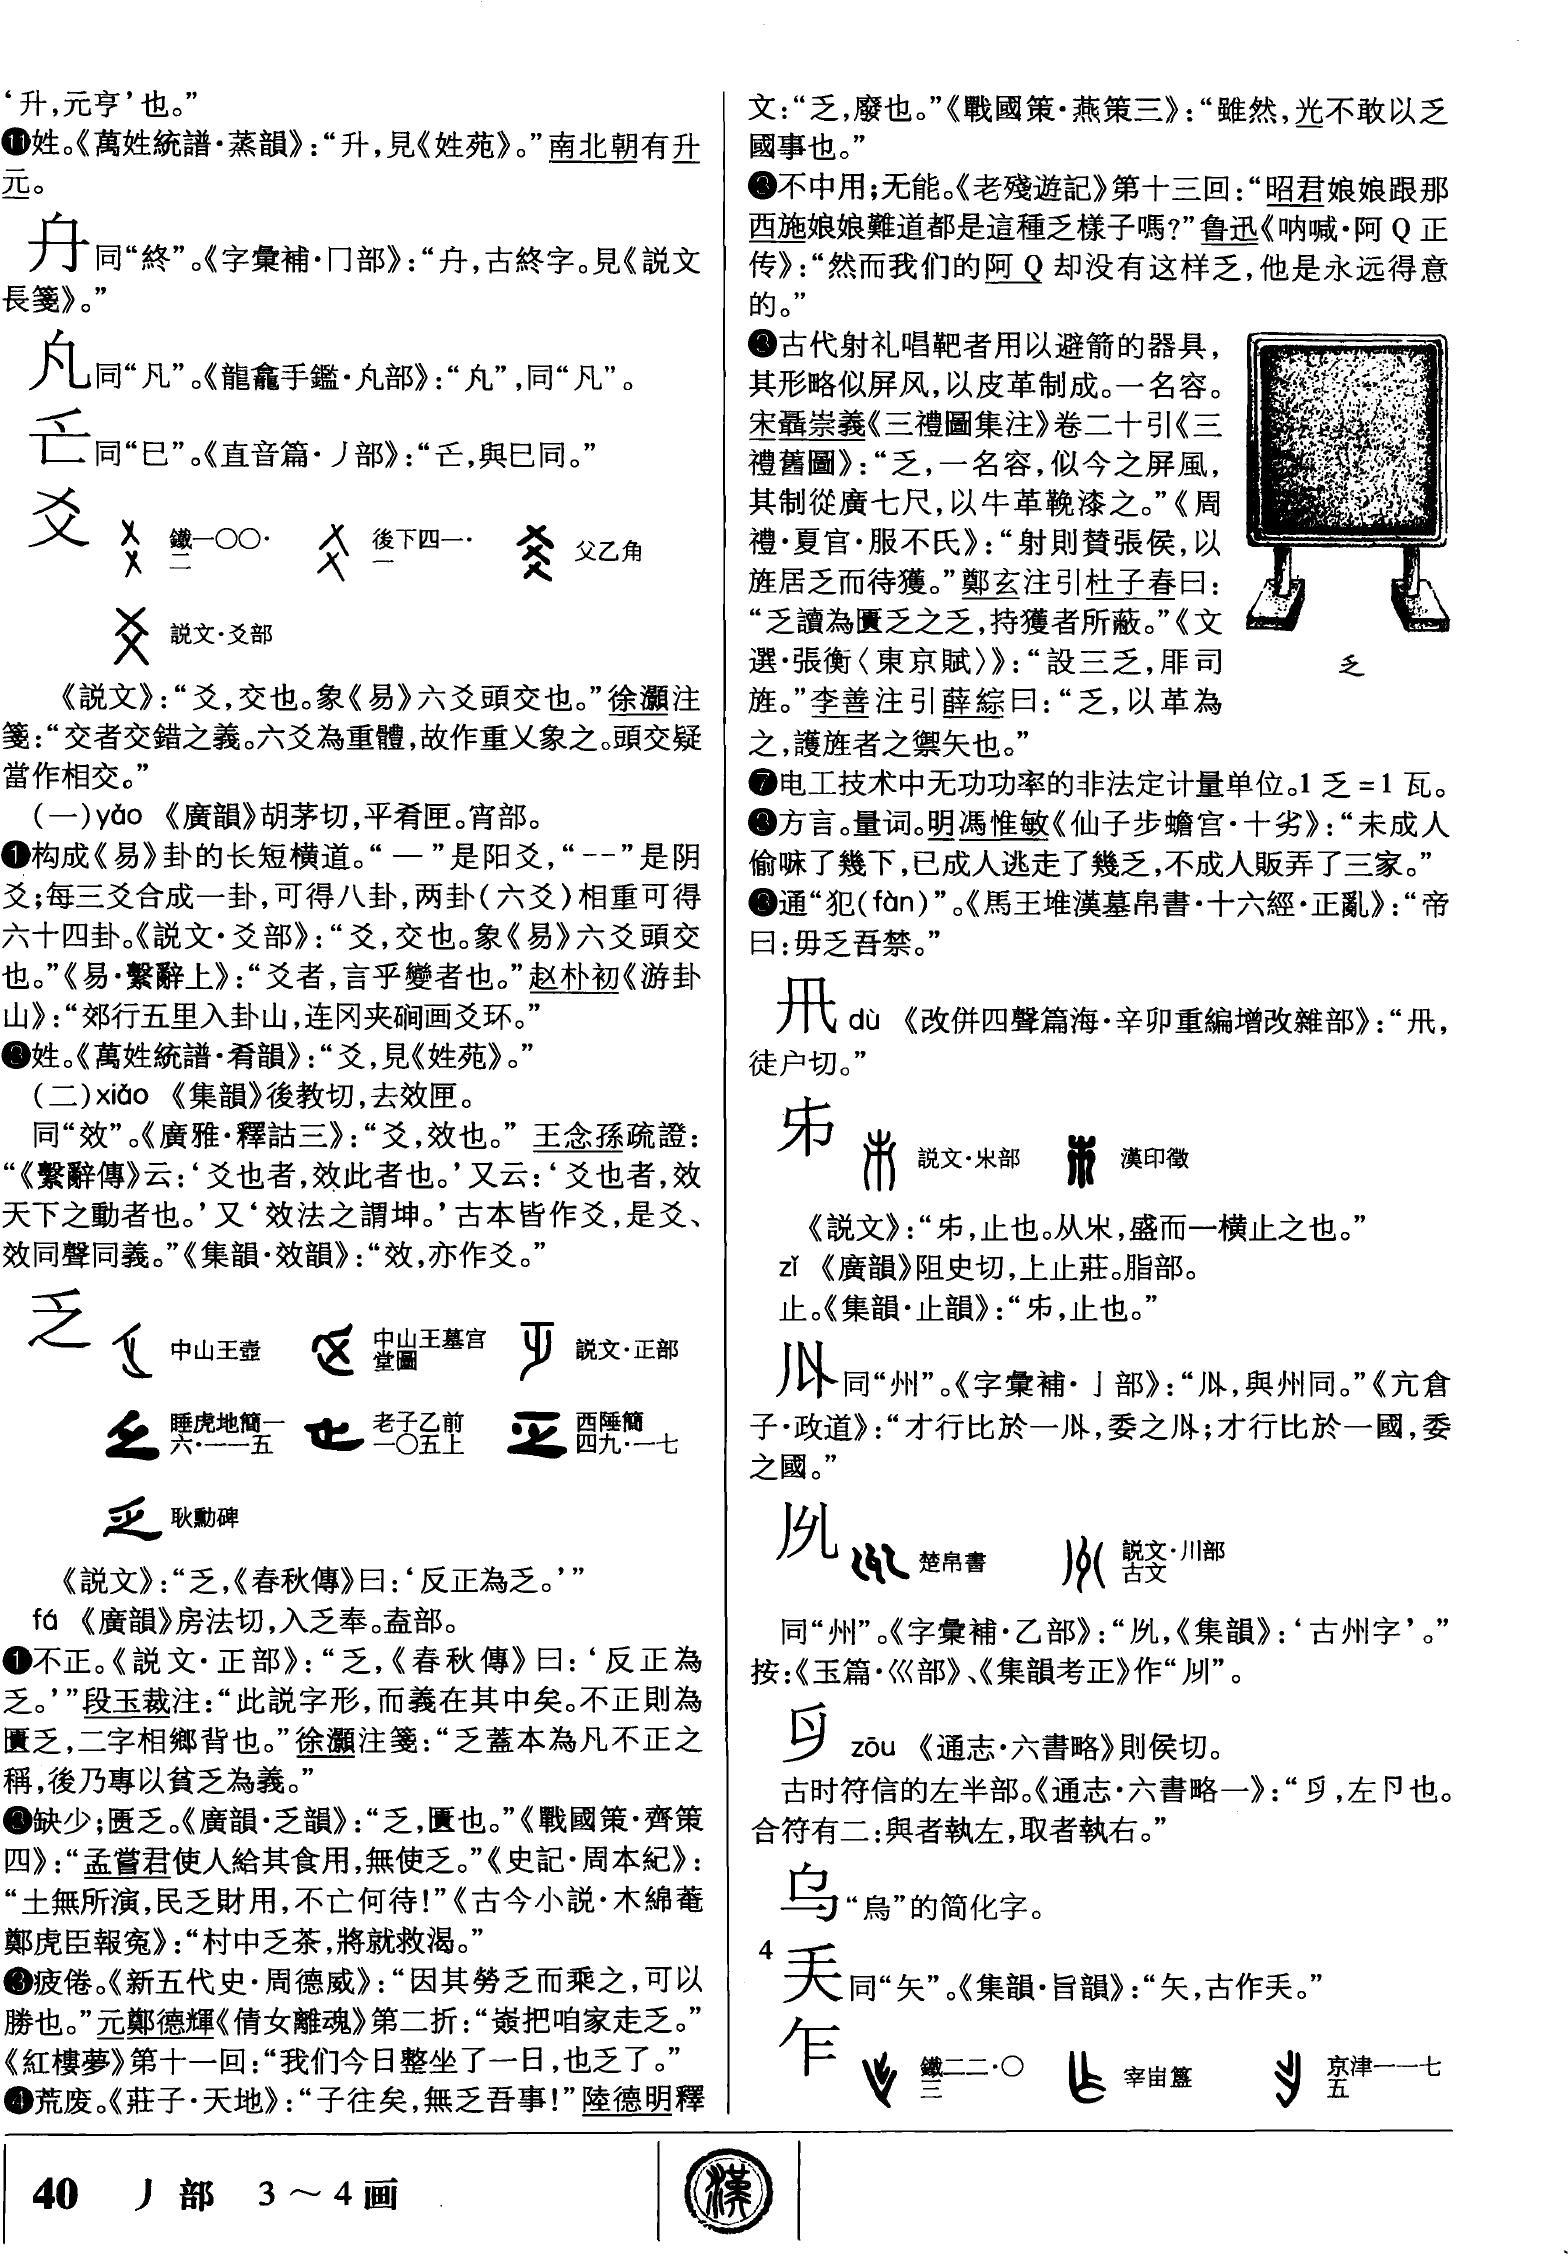 ‘升,元亨’也。”
⓫姓。《萬姓統譜·蒸韻》:“升,見《姓苑》。”南北朝有升
元。
同“終”。《字彙補·冂部》:“ ,古終字。見《説文
長箋》。”
凢同“凡”。《龍龕手鑑· 部》:“ ”,同“凡”。
同“巳”。《直音篇·丿部》:“ ,與巳同。”
爻 鐵一〇〇·二 後下四一·一 父乙角
説文·爻部
《説文》:“爻,交也。象《易》六爻頭交也。”徐灝注
箋:“交者交錯之義。六爻為重體,故作重乂象之。頭交疑
當作相交。”
(一)yáo 《廣韻》胡茅切,平肴匣。宵部。
❶构成《易》卦的长短横道。“—”是阳爻,“--”是阴
爻;每三爻合成一卦,可得八卦,两卦(六爻)相重可得
六十四卦。《説文·爻部》:“爻,交也。象《易》六爻頭交
也。”《易·繫辭上》:“爻者,言乎變者也。”赵朴初《游卦
山》:“郊行五里入卦山,连冈夹硐画爻环。”
❷姓。《萬姓統譜·肴韻》:“爻,見《姓苑》。”
(二)xiào 《集韻》後教切,去效匣。
同“效”。《廣雅·釋詁三》:“爻,效也。” 王念孫疏證:
“《繫辭傳》云:‘爻也者,效此者也。’又云:‘爻也者,效
天下之動者也。’又‘效法之謂坤。’古本皆作爻,是爻、
效同聲同義。”《集韻·效韻》:“效,亦作爻。”
乏 中山王壺 中山王墓宫堂圖 説文·正部
睡虎地簡一六·一一五 老子乙前一〇五上 西陲簡四九·一七
耿勳碑
《説文》:“乏,《春秋傳》曰:‘反正為乏。’”
fá 《廣韻》房法切,入乏奉。盍部。
❶不正。《説文·正部》:“乏,《春秋傳》曰:‘反正為
乏。’”段玉裁注:“此説字形,而義在其中矣。不正則為
匱乏,二字相鄉背也。”徐灝注箋:“乏蓋本為凡不正之
稱,後乃專以貧乏為義。”
❷缺少;匮乏。《廣韻·乏韻》:“乏,匱也。”《戰國策·齊策
四》:“孟嘗君使人給其食用,無使乏。”《史記·周本紀》:
“土無所演,民乏財用,不亡何待!”《古今小説·木綿菴
鄭虎臣報寃》:“村中乏茶,將就救渴。”
❸疲倦。《新五代史·周德威》:“因其勞乏而乘之,可以
勝也。”元鄭德輝《倩女離魂》第二折:“險把咱家走乏。”
《紅樓夢》第十一回:“我们今日整坐了一日,也乏了。”
❹荒废。《莊子·天地》:“子往矣,無乏吾事!”陸德明釋
文:“乏,廢也。”《戰國策·燕策三》:“雖然,光不敢以乏
國事也。”
❺不中用;无能。《老殘遊記》第十三回:“昭君娘娘跟那
西施娘娘難道都是這種乏樣子嗎?”鲁迅《呐喊·阿 Q 正
传》:“然而我们的阿 Q 却没有这样乏,他是永远得意
的。”
❻古代射礼唱靶者用以避箭的器具,
其形略似屏风,以皮革制成。一名容。
宋聶崇義《三禮圖集注》卷二十引《三
禮舊圖》:“乏,一名容,似今之屏風,
其制從廣七尺,以牛革鞔漆之。”《周
禮·夏官·服不氏》:“射則贊張侯,以
旌居乏而待獲。”鄭玄注引杜子春曰:
“乏讀為匱乏之乏,持獲者所蔽。”《文
選·張衡〈東京賦〉》:“設三乏,厞司
旌。”李善注引薛綜曰:“乏,以革為
之,護旌者之禦矢也。”
乏
❼电工技术中无功功率的非法定计量单位。1 乏=1 瓦。
❽方言。量词。明馮惟敏《仙子步蟾宫·十劣》:“未成人
偷嗽了幾下,已成人逃走了幾乏,不成人販弄了三家。”
❾通“犯(fàn)”。《馬王堆漢墓帛書·十六經·正亂》:“帝
曰:毋乏吾禁。”
dù 《改併四聲篇海·辛卯重編增改雜部》:“ ,
徒户切。”
𠂔 説文·𣎵部 漢印徵
《説文》:“𠂔,止也。从𣎵,盛而一横止之也。”
zǐ 《廣韻》阻史切,上止莊。脂部。
止。《集韻·止韻》:“𠂔,止也。”
同“州”。《字彙補·亅部》:“ ,與州同。”《亢倉
子·政道》:“才行比於一 ,委之 ;才行比於一國,委
之國。”
楚帛書 説文·川部古文
同“州”。《字彙補·乙部》:“ ,《集韻》:‘古州字’。”
按:《玉篇·巛部》、《集韻考正》作“ ”。
zōu 《通志·六書略》則侯切。
古时符信的左半部。《通志·六書略一》:“ ,左卩也。
合符有二:與者執左,取者執右。”
乌“烏”的简化字。
4 同“矢”。《集韻·旨韻》:“矢,古作 。”
乍 鐵二二·〇三 宰甾簋 京津一一七五
40 丿部 3～4画
漢